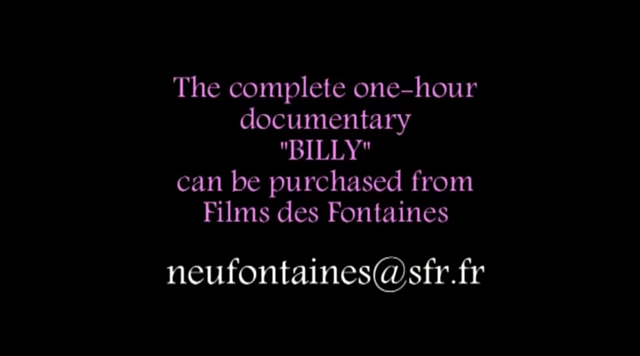 The complete one-hour
documentary
"BILLY"
can be purchased from
Films des Fontaines
neufontaines@sfr.fr